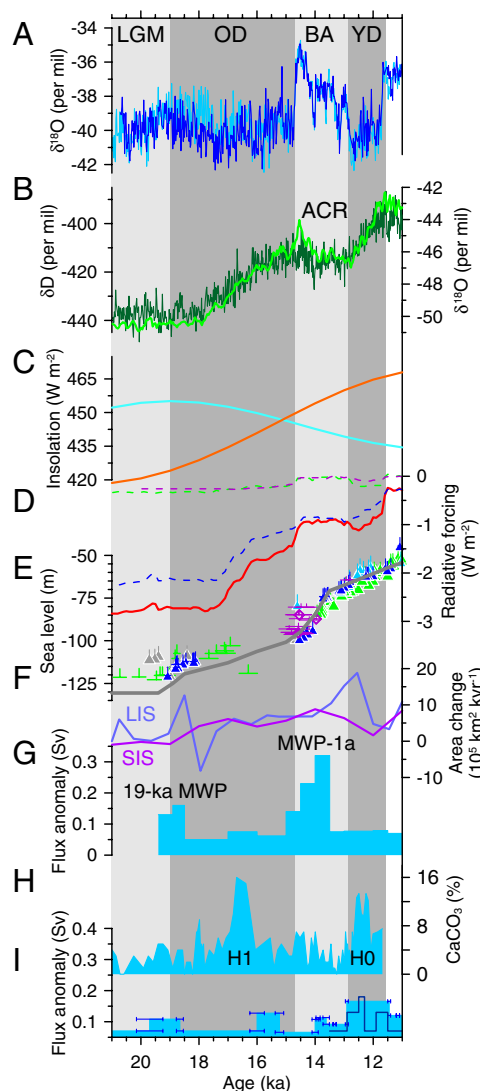 LGM OD BA YD
A
-34
-36
-38
-40
-42
δ18O (per mil)
B
-400
-420
-440
δD (per mil)
ACR
-42
-44
-46
-48
-50
δ18O (per mil)
C
465
450
435
420
Insolation (W m-2)
D
0
-1
-2
-3
Radiative forcing
(W m-2)
E
-50
-75
-100
-125
Sea level (m)
F
LIS
SIS
20
10
0
-10
Area change
(10⁵ km² kyr⁻¹)
G
0.3
0.2
0.1
0
Flux anomaly (Sv)
19-ka MWP
MWP-1a
H
16
12
8
4
0
CaCO3 (%)
H1
H0
I
0.4
0.3
0.2
0.1
Flux anomaly (Sv)
20 18 16 14 12
Age (ka)